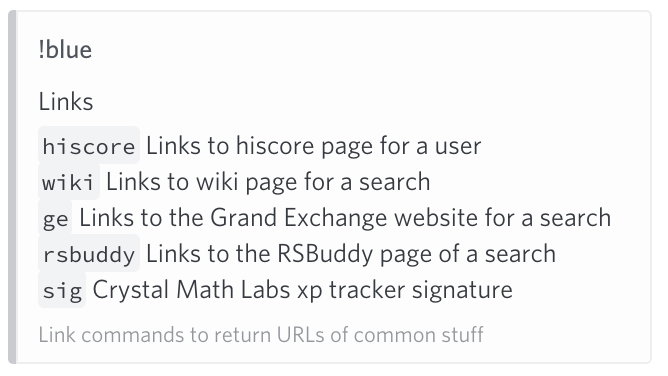 !blue
Links
hiscore Links to hiscore page for a user
wiki Links to wiki page for a search
ge Links to the Grand Exchange website for a search
rsbuddy Links to the RSBuddy page of a search
sig Crystal Math Labs xp tracker signature
Link commands to return URLs of common stuff